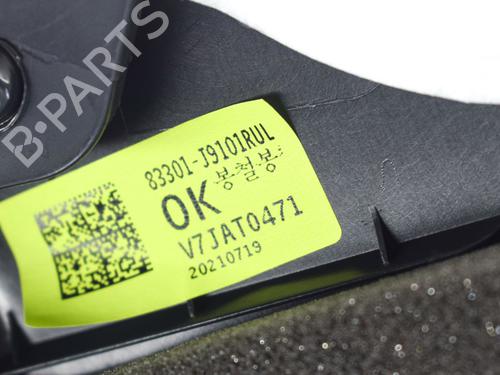 B-PARTS
83301-J9101RUL
OK 봉철봉
V7JAT0471
20210719